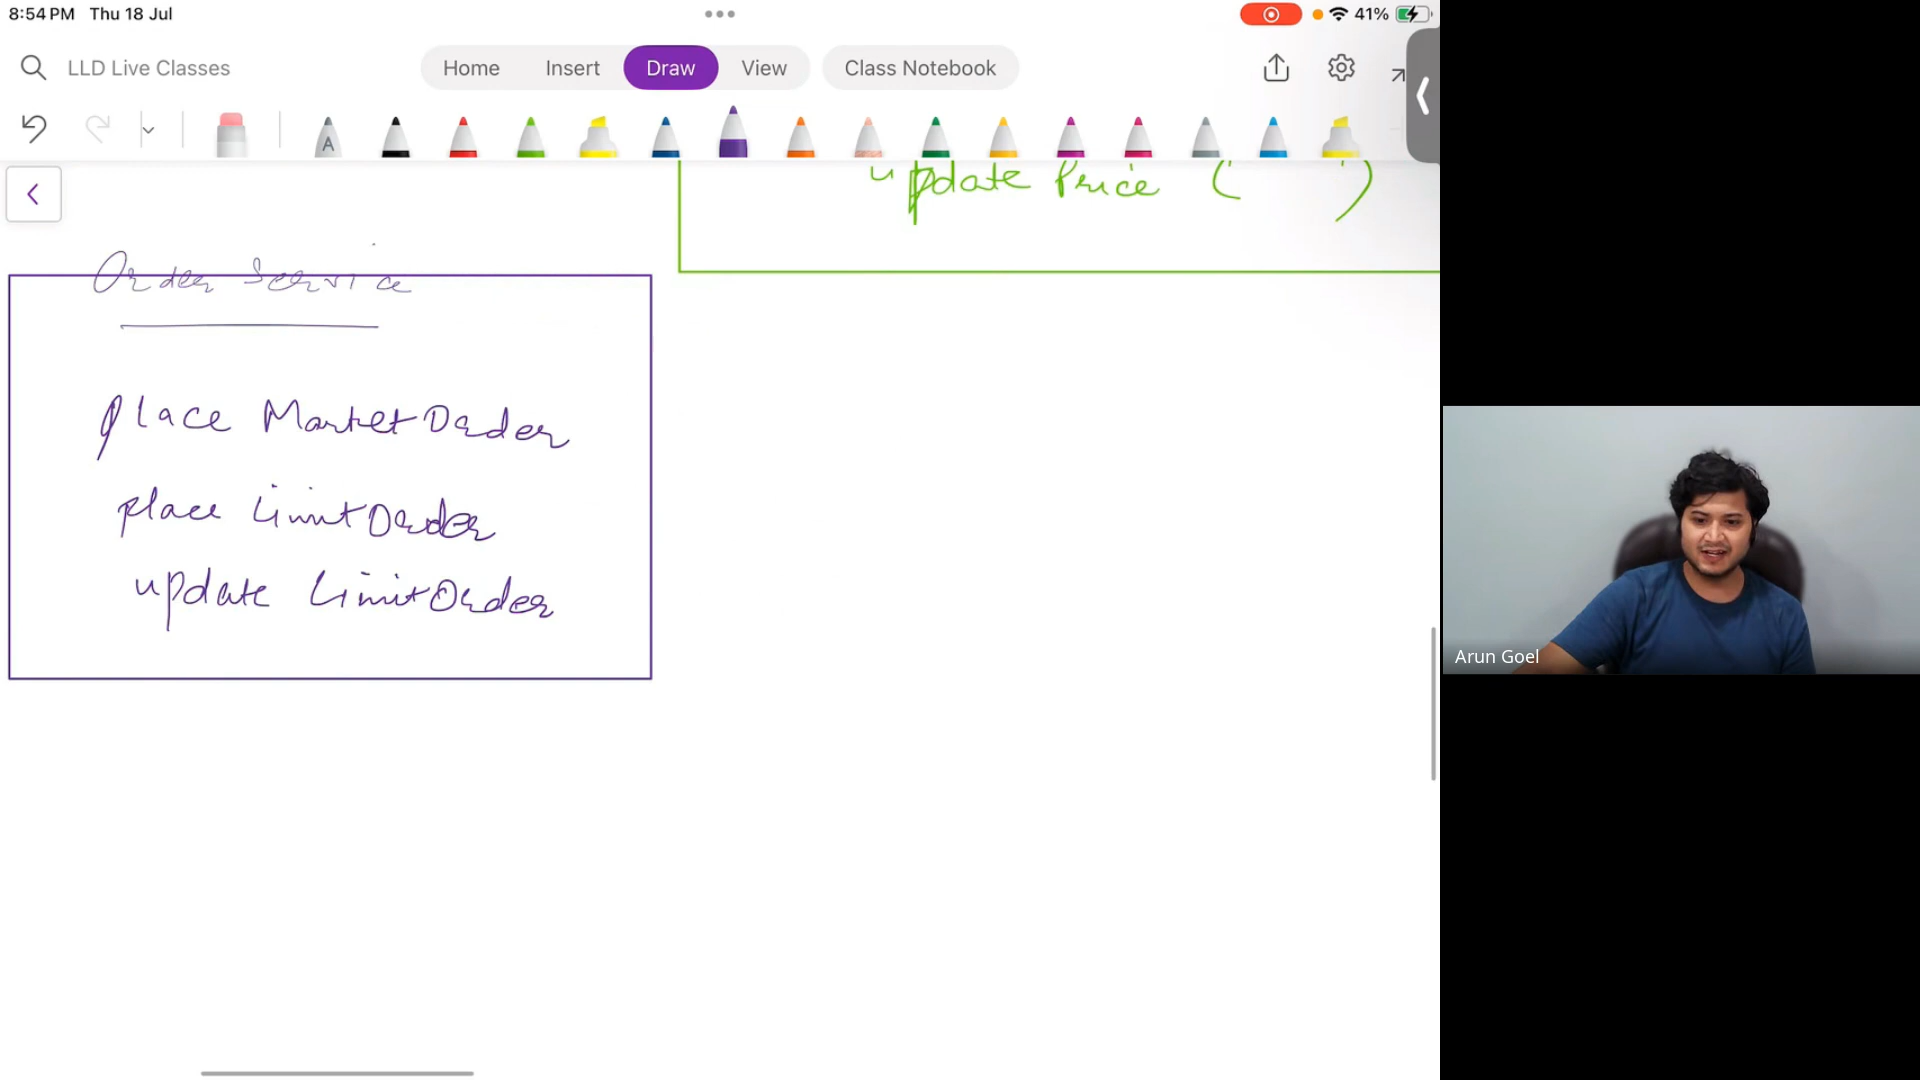 8:54 PM Thu 18 Jul
41%
LLD Live Classes
Home Insert Draw View Class Notebook
A
update Price ( )
Order Service
place MarketOrder
place LimitOrder
update LimitOrder
Arun Goel